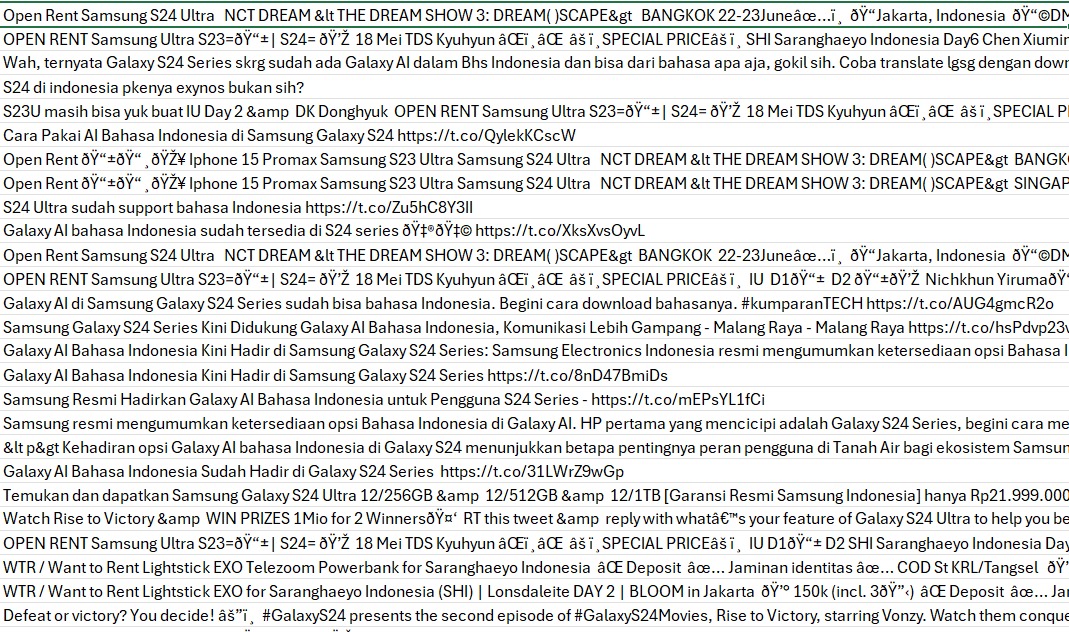 Open Rent Samsung S24 Ultra NCT DREAM &lt THE DREAM SHOW 3: DREAM( )SCAPE&gt BANGKOK 22-23Juneâœ…ï¸ ðŸ“Jakarta, Indonesia ðŸ“©DM
OPEN RENT Samsung Ultra S23=ðŸ“±| S24= ðŸ’Ž 18 Mei TDS Kyuhyun âŒï¸âŒ âš ï¸SPECIAL PRICEâš ï¸ SHI Saranghaeyo Indonesia Day6 Chen Xiumin
Wah, ternyata Galaxy S24 Series skrg sudah ada Galaxy AI dalam Bhs Indonesia dan bisa dari bahasa apa aja, gokil sih. Coba translate lgsg dengan down
S24 di indonesia pkenya exynos bukan sih?
S23U masih bisa yuk buat IU Day 2 &amp DK Donghyuk OPEN RENT Samsung Ultra S23=ðŸ“±| S24= ðŸ’Ž 18 Mei TDS Kyuhyun âŒï¸âŒ âš ï¸SPECIAL P
Cara Pakai AI Bahasa Indonesia di Samsung Galaxy S24 https://t.co/QylekKCscW
Open Rent ðŸ“±ðŸ“¸ðŸŽ¥ Iphone 15 Promax Samsung S23 Ultra Samsung S24 Ultra NCT DREAM &lt THE DREAM SHOW 3: DREAM( )SCAPE&gt BANGK
Open Rent ðŸ“±ðŸ“¸ðŸŽ¥ Iphone 15 Promax Samsung S23 Ultra Samsung S24 Ultra NCT DREAM &lt THE DREAM SHOW 3: DREAM( )SCAPE&gt SINGAP
S24 Ultra sudah support bahasa Indonesia https://t.co/Zu5hC8Y3Il
Galaxy AI bahasa Indonesia sudah tersedia di S24 series ðŸ‡®ðŸ‡© https://t.co/XksXvsOyvL
Open Rent Samsung S24 Ultra NCT DREAM &lt THE DREAM SHOW 3: DREAM( )SCAPE&gt BANGKOK 22-23Juneâœ…ï¸ ðŸ“Jakarta, Indonesia ðŸ“©DM
OPEN RENT Samsung Ultra S23=ðŸ“±| S24= ðŸ’Ž 18 Mei TDS Kyuhyun âŒï¸âŒ âš ï¸SPECIAL PRICEâš ï¸ IU D1ðŸ“± D2 ðŸ“±ðŸ’Ž Nichkhun YirumaðŸ“
Galaxy AI di Samsung Galaxy S24 Series sudah bisa bahasa Indonesia. Begini cara download bahasanya. #kumparanTECH https://t.co/AUG4gmcR2o
Samsung Galaxy S24 Series Kini Didukung Galaxy AI Bahasa Indonesia, Komunikasi Lebih Gampang - Malang Raya - Malang Raya https://t.co/hsPdvp23v
Galaxy AI Bahasa Indonesia Kini Hadir di Samsung Galaxy S24 Series: Samsung Electronics Indonesia resmi mengumumkan ketersediaan opsi Bahasa I
Galaxy AI Bahasa Indonesia Kini Hadir di Samsung Galaxy S24 Series https://t.co/8nD47BmiDs
Samsung Resmi Hadirkan Galaxy AI Bahasa Indonesia untuk Pengguna S24 Series - https://t.co/mEPsYL1fCi
Samsung resmi mengumumkan ketersediaan opsi Bahasa Indonesia di Galaxy AI. HP pertama yang mencicipi adalah Galaxy S24 Series, begini cara me
&lt p&gt Kehadiran opsi Galaxy AI bahasa Indonesia di Galaxy S24 menunjukkan betapa pentingnya peran pengguna di Tanah Air bagi ekosistem Samsun
Galaxy AI Bahasa Indonesia Sudah Hadir di Galaxy S24 Series https://t.co/31LWrZ9wGp
Temukan dan dapatkan Samsung Galaxy S24 Ultra 12/256GB &amp 12/512GB &amp 12/1TB [Garansi Resmi Samsung Indonesia] hanya Rp21.999.000
Watch Rise to Victory &amp WIN PRIZES 1Mio for 2 WinnersðŸ¤‘ RT this tweet &amp reply with whatâ€™s your feature of Galaxy S24 Ultra to help you be
OPEN RENT Samsung Ultra S23=ðŸ“±| S24= ðŸ’Ž 18 Mei TDS Kyuhyun âŒï¸âŒ âš ï¸SPECIAL PRICEâš ï¸ IU D1ðŸ“± D2 SHI Saranghaeyo Indonesia Day
WTR / Want to Rent Lightstick EXO Telezoom Powerbank for Saranghaeyo Indonesia âŒ Deposit âœ… Jaminan identitas âœ… COD St KRL/Tangsel ðŸ’
WTR / Want to Rent Lightstick EXO for Saranghaeyo Indonesia (SHI) | Lonsdaleite DAY 2 | BLOOM in Jakarta ðŸ’° 150k (incl. 3ðŸ”‹) âŒ Deposit âœ… Jar
Defeat or victory? You decide! âš”ï¸ #GalaxyS24 presents the second episode of #GalaxyS24Movies, Rise to Victory, starring Vonzy. Watch them conque